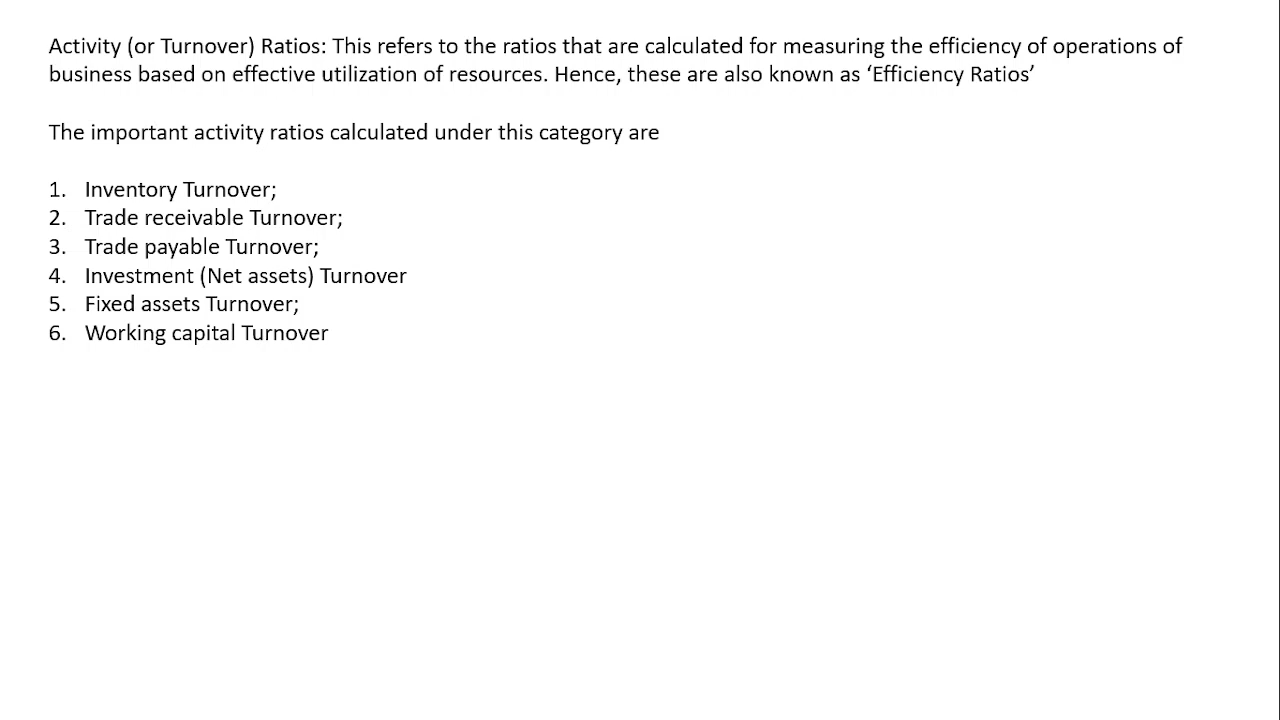 Activity (or Turnover) Ratios: This refers to the ratios that are calculated for measuring the efficiency of operations of
business based on effective utilization of resources. Hence, these are also known as ‘Efficiency Ratios’
The important activity ratios calculated under this category are
1. Inventory Turnover;
2. Trade receivable Turnover;
3. Trade payable Turnover;
4. Investment (Net assets) Turnover
5. Fixed assets Turnover;
6. Working capital Turnover